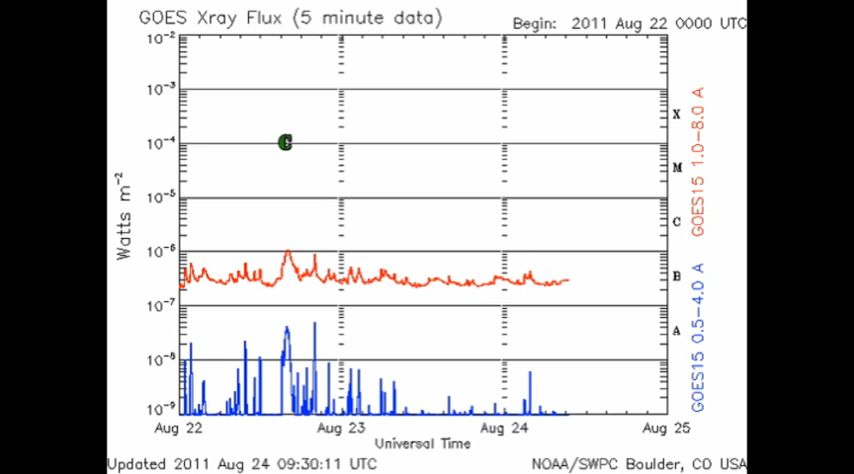 GOES Xray Flux (5 minute data)
Begin: 2011 Aug 22 0000 UTC
10-2
10-3
10-4
10-5
10-6
10-7
10-8
10-9
Watts m-2
C
X
M
C
B
A
GOES15 1.0-8.0 A
GOES15 0.5-4.0 A
Aug 22
Aug 23
Aug 24
Aug 25
Universal Time
Updated 2011 Aug 24 09:30:11 UTC
NOAA/SWPC Boulder, CO USA